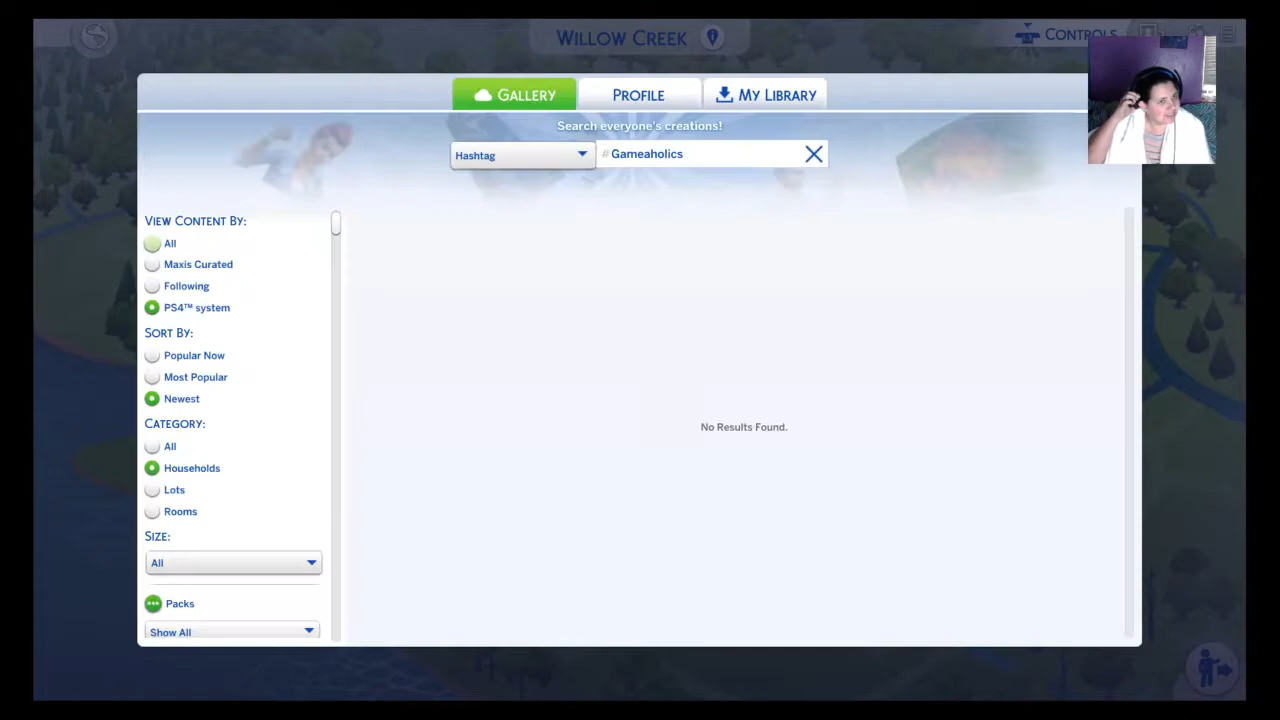 WILLOW CREEK
CONTROLS
GALLERY
PROFILE
MY LIBRARY
Search everyone's creations!
Hashtag
#Gameaholics
VIEW CONTENT BY:
All
Maxis Curated
Following
PS4™ system
SORT BY:
Popular Now
Most Popular
Newest
CATEGORY:
All
Households
Lots
Rooms
SIZE:
All
Packs
Show All
No Results Found.